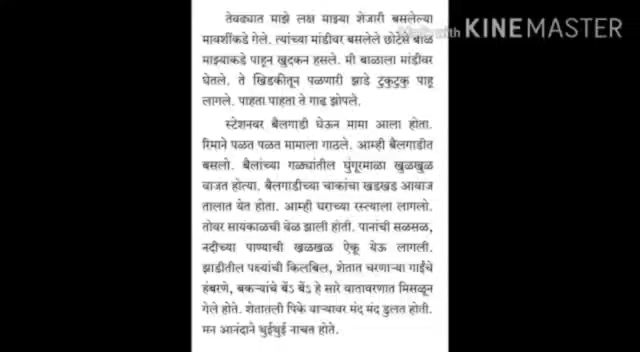 Made with KINEMASTER
तेवढ्यात माझे लक्ष माझ्या शेजारी बसलेल्या
मावशींकडे गेले. त्यांच्या मांडीवर बसलेले छोटेसे बाळ
माझ्याकडे पाहून खुदकन हसले. मी बाळाला मांडीवर
घेतले. ते खिडकीतून पळणारी झाडे टुकुटुकु पाहू
लागले. पाहता पाहता ते गाढ झोपले.
स्टेशनवर बैलगाडी घेऊन मामा आला होता.
रिमाने पळत पळत मामाला गाठले. आम्ही बैलगाडीत
बसलो. बैलांच्या गळ्यांतील घुंगूरमाळा खुळखुळ
वाजत होत्या. बैलगाडीच्या चाकांचा खडखड आवाज
तालात येत होता. आम्ही घराच्या रस्त्याला लागलो.
तोवर सायंकाळची वेळ झाली होती. पानांची सळसळ,
नदीच्या पाण्याची खळखळ ऐकू येऊ लागली.
झाडीतील पक्ष्यांची किलबिल, शेतात चरणाऱ्या गाईंचे
हंबरणे, बकऱ्यांचे बेंऽ बेंऽ हे सारे वातावरणात मिसळून
गेले होते. शेतातली पिके वाऱ्यावर मंद मंद डुलत होती.
मन आनंदाने थुईथुई नाचत होते.